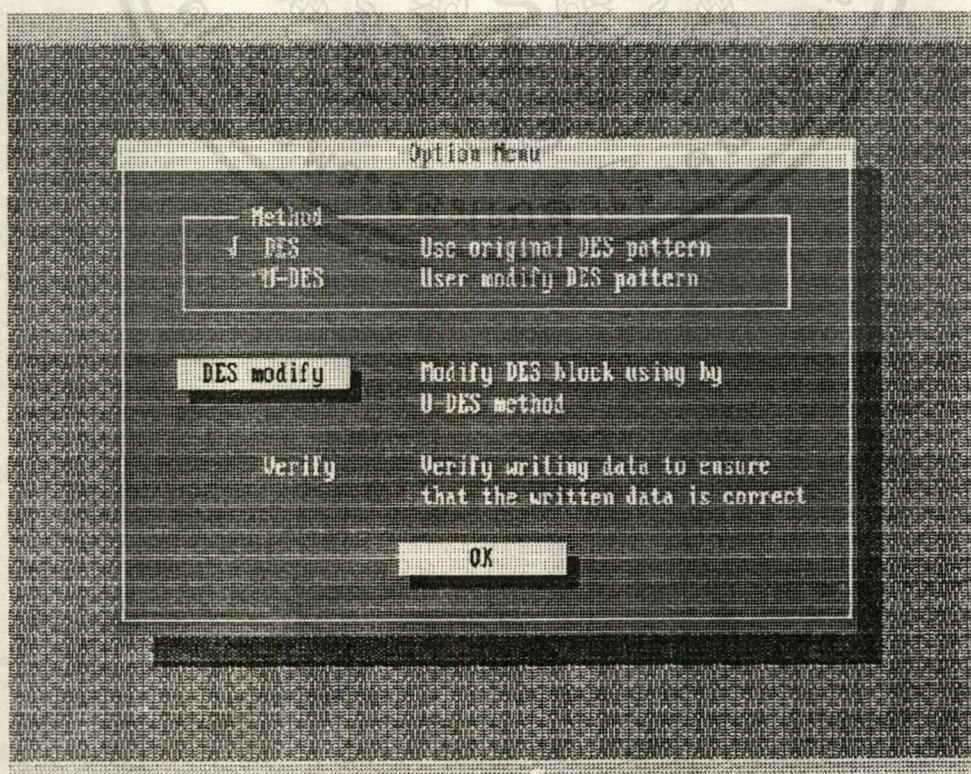 Option Menu
Method
√ DES Use original DES pattern
U-DES User modify DES pattern
DES modify Modify DES block using by
U-DES method
Verify Verify writing data to ensure
that the written data is correct
OK